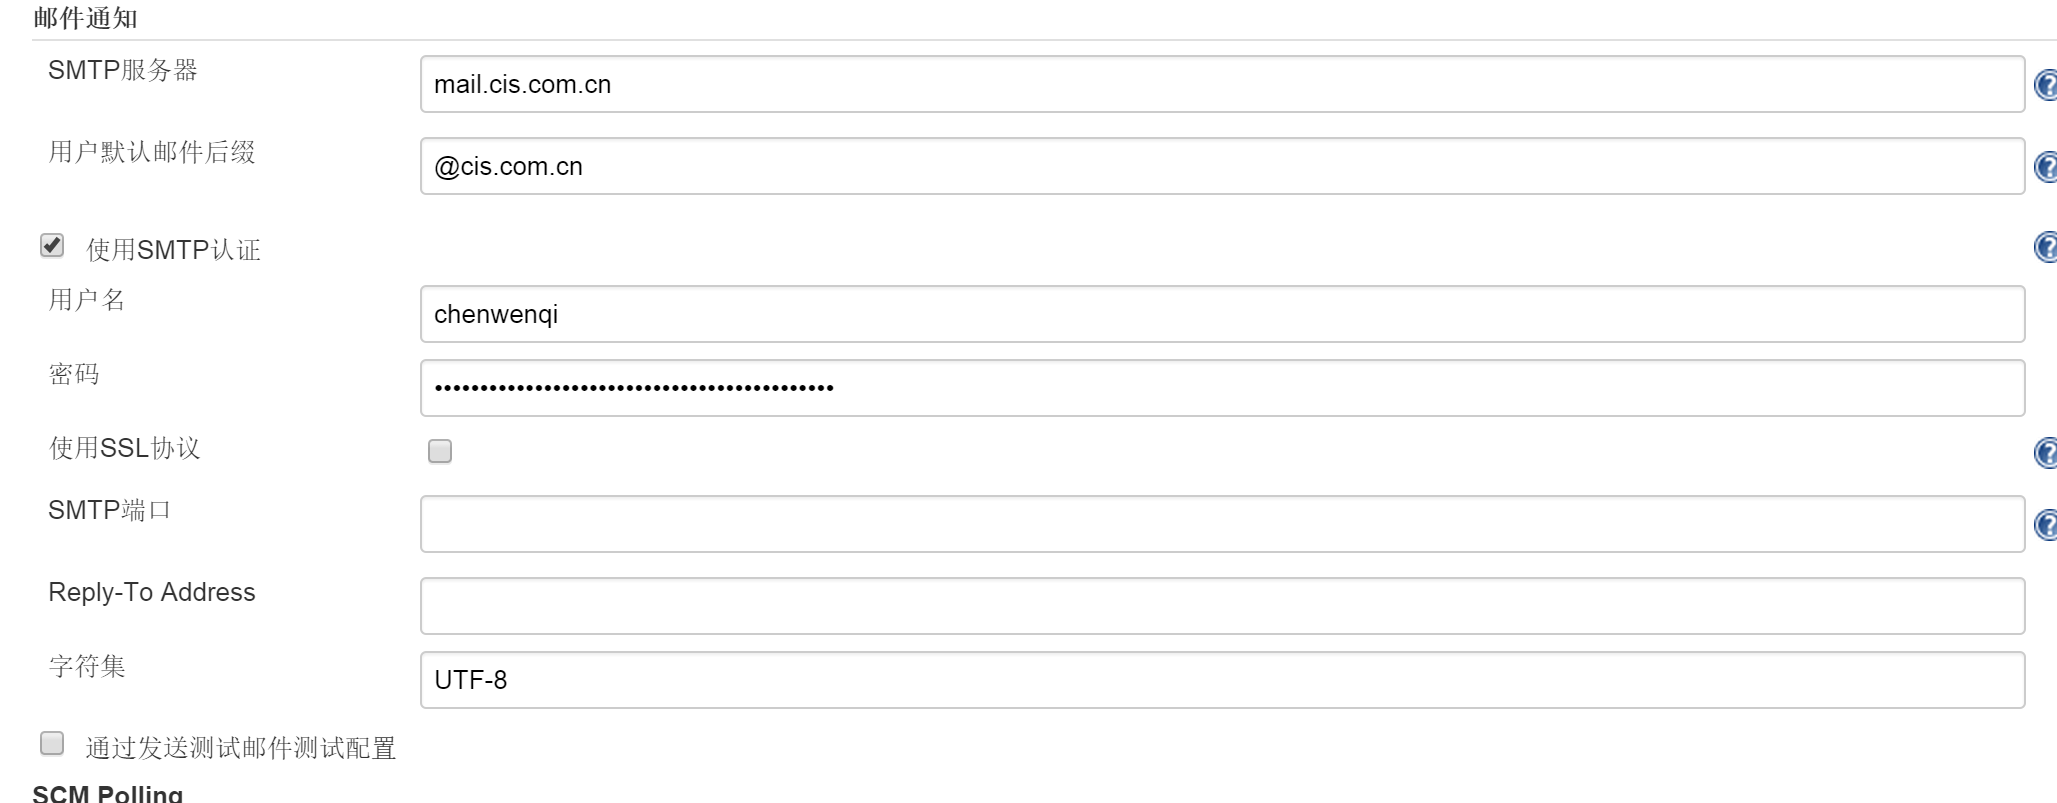 邮件通知
SMTP服务器
mail.cis.com.cn
用户默认邮件后缀
@cis.com.cn
使用SMTP认证
用户名
chenwenqi
密码
••••••••••••••••••••••••••••••••••••••••••••
使用SSL协议
SMTP端口
Reply-To Address
字符集
UTF-8
通过发送测试邮件测试配置
SCM Polling